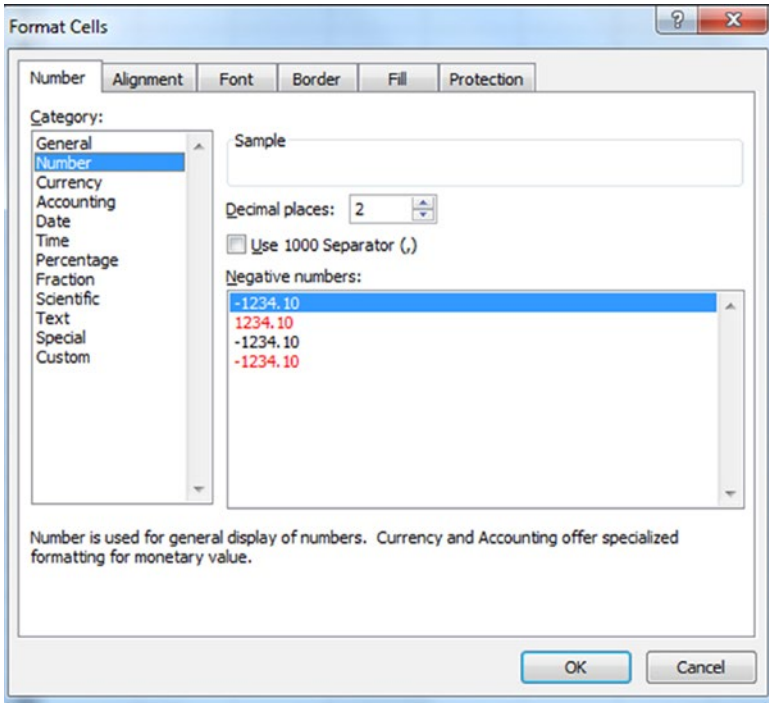 Format Cells
Number Alignment Font Border Fill Protection
Category:
General
Number
Currency
Accounting
Date
Time
Percentage
Fraction
Scientific
Text
Special
Custom
Sample
Decimal places: 2
Use 1000 Separator (,)
Negative numbers:
-1234.10
1234.10
-1234.10
-1234.10
Number is used for general display of numbers. Currency and Accounting offer specialized
formatting for monetary value.
OK Cancel